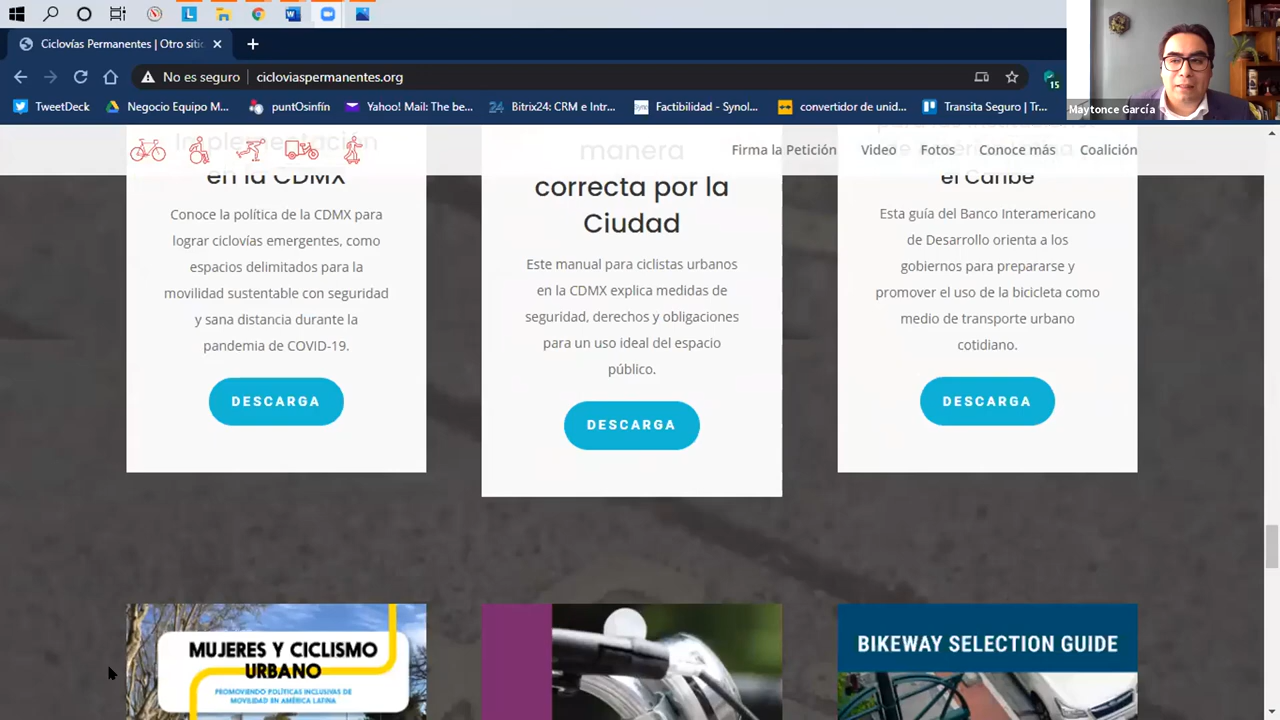 Ciclovías Permanentes | Otro sitio
No es seguro
cicloviaspermanentes.org
15
TweetDeck
Negocio Equipo M...
puntOsinfín
Yahoo! Mail: The be...
Bitrix24: CRM e Intr...
Factibilidad - Synol...
convertidor de unid...
Transita Seguro | Tr...
Maytonce García
Firma la Petición
Video
Fotos
Conoce más
Coalición
Implementación
en la CDMX
Conoce la política de la CDMX para
lograr ciclovías emergentes, como
espacios delimitados para la
movilidad sustentable con seguridad
y sana distancia durante la
pandemia de COVID-19.
DESCARGA
manera
correcta por la
Ciudad
Este manual para ciclistas urbanos
en la CDMX explica medidas de
seguridad, derechos y obligaciones
para un uso ideal del espacio
público.
DESCARGA
el Caribe
Esta guía del Banco Interamericano
de Desarrollo orienta a los
gobiernos para prepararse y
promover el uso de la bicicleta como
medio de transporte urbano
cotidiano.
DESCARGA
MUJERES Y CICLISMO
URBANO
PROMOVIENDO POLÍTICAS INCLUSIVAS DE
MOVILIDAD EN AMÉRICA LATINA
BIKEWAY SELECTION GUIDE